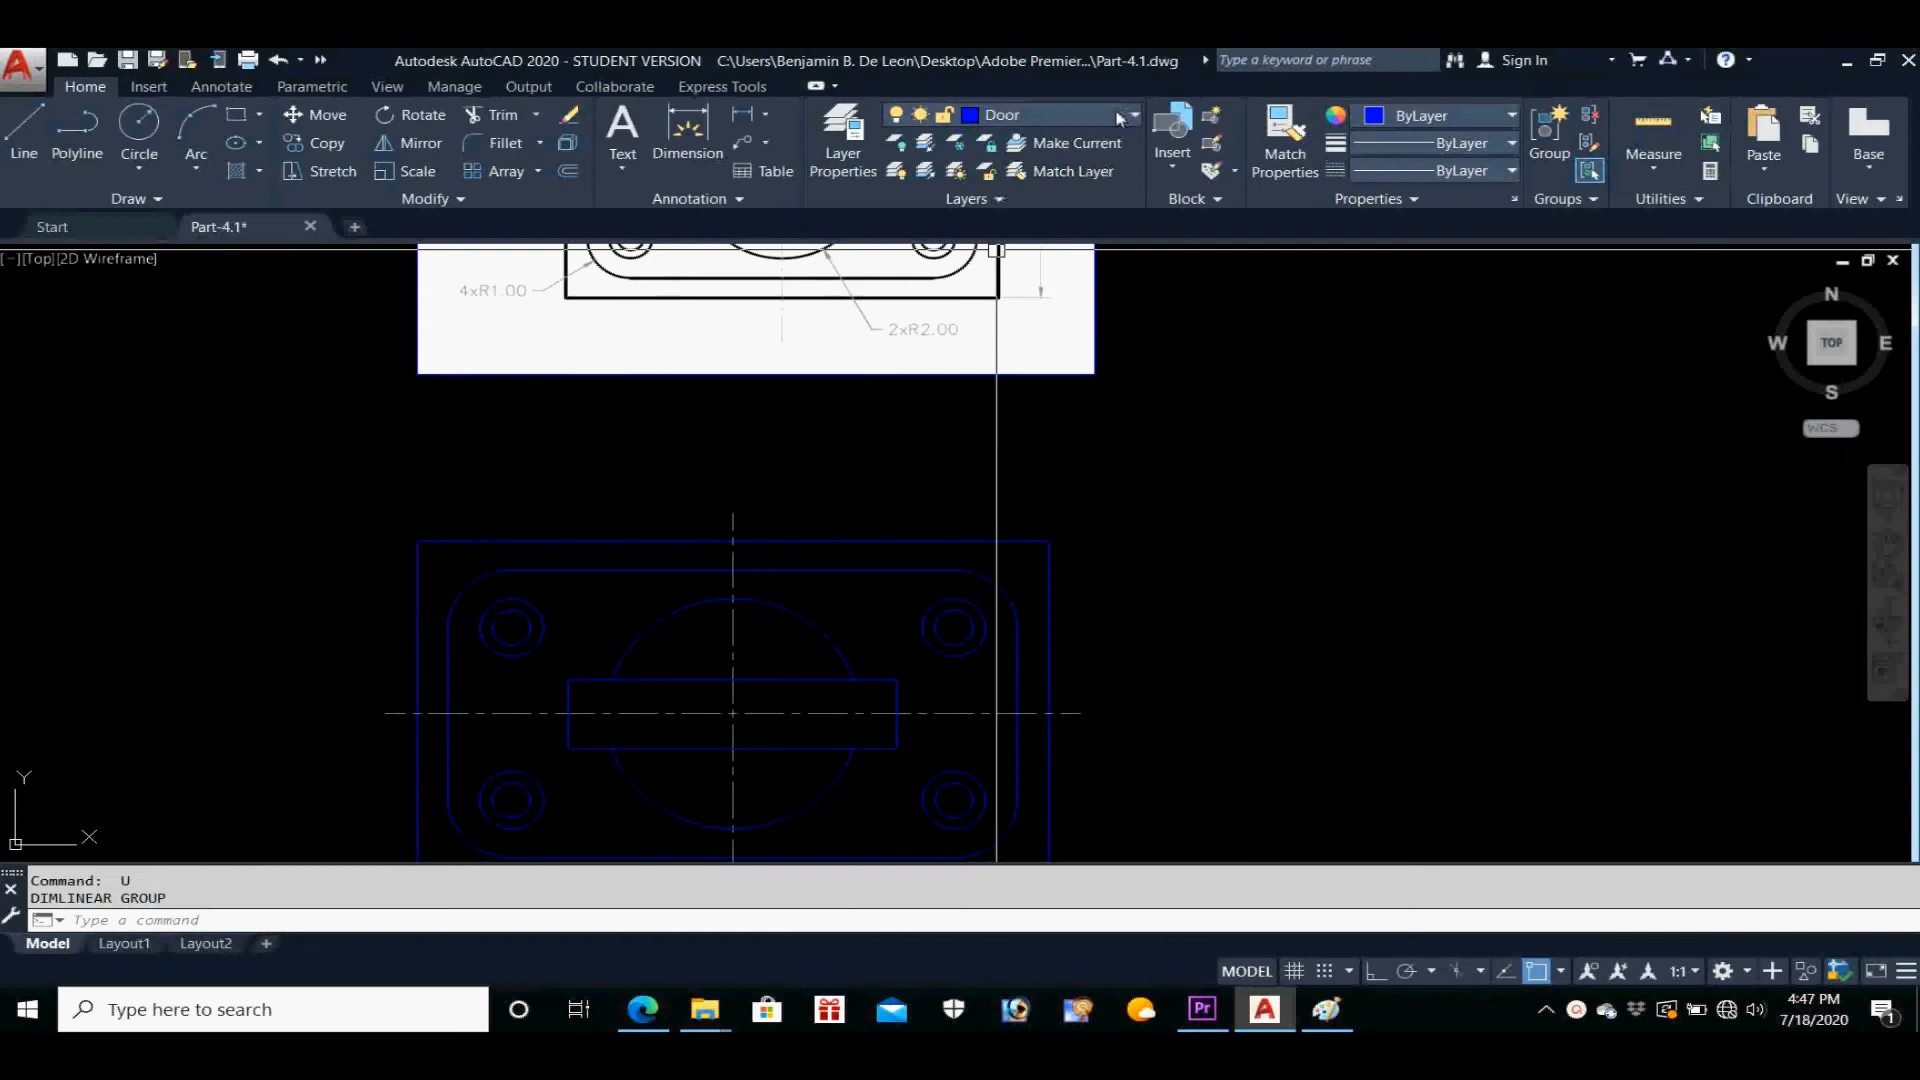 Autodesk AutoCAD 2020 - STUDENT VERSION C:\Users\Benjamin B. De Leon\Desktop\Adobe Premier...\Part-4.1.dwg
Type a keyword or phrase
Sign In
Home Insert Annotate Parametric View Manage Output Collaborate Express Tools
Line Polyline Circle Arc
Move Rotate Trim
Copy Mirror Fillet
Stretch Scale Array
Text Dimension Table
Layer Properties
Door
Make Current
Match Layer
Insert
Match Properties
ByLayer
ByLayer
ByLayer
Group
Measure
Paste
Base
Draw Modify Annotation Layers Block Properties Groups Utilities Clipboard View
Start Part-4.1*
[−][Top][2D Wireframe]
4xR1.00
2xR2.00
N
W TOP E
S
WCS
Y
X
Command: U
DIMLINEAR GROUP
Type a command
Model Layout1 Layout2
MODEL 1:1
Type here to search
Pr
4:47 PM
7/18/2020
1